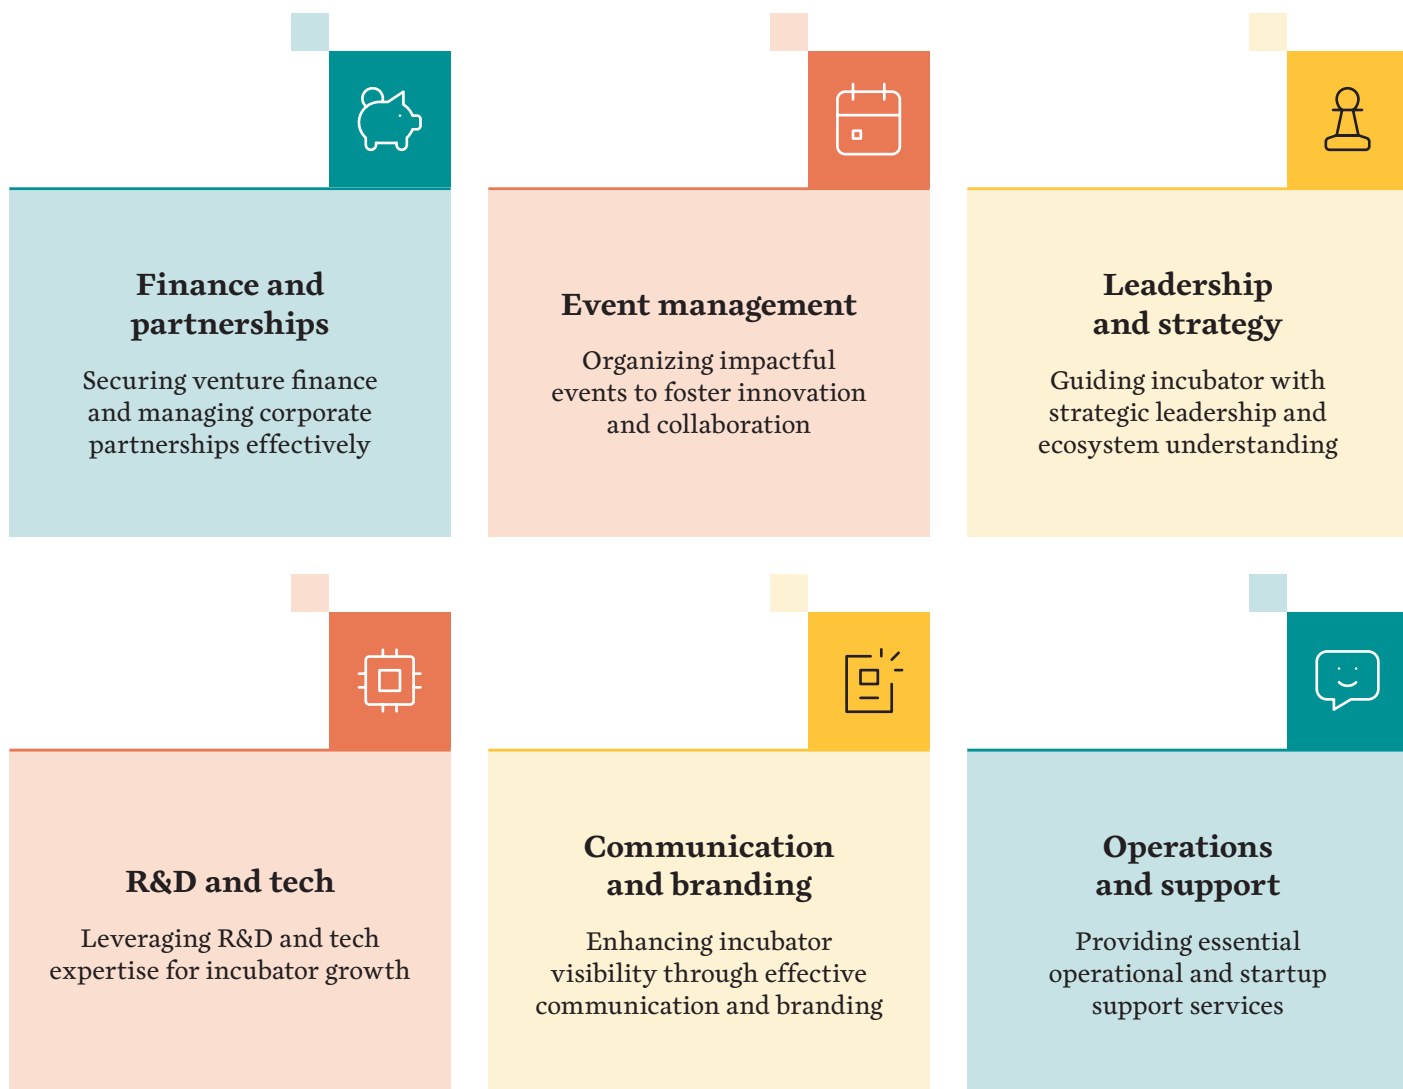 Finance and
partnerships
Securing venture finance
and managing corporate
partnerships effectively
Event management
Organizing impactful
events to foster innovation
and collaboration
Leadership
and strategy
Guiding incubator with
strategic leadership and
ecosystem understanding
R&D and tech
Leveraging R&D and tech
expertise for incubator growth
Communication
and branding
Enhancing incubator
visibility through effective
communication and branding
Operations
and support
Providing essential
operational and startup
support services